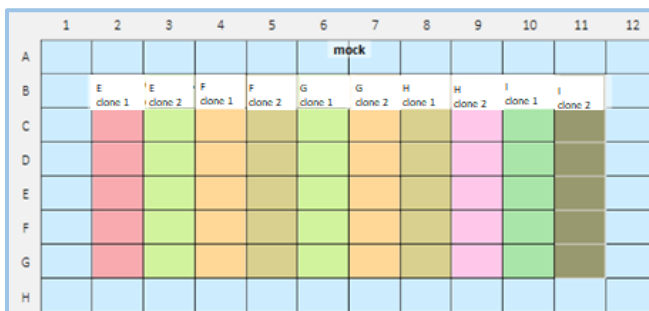 1 2 3 4 5 6 7 8 9 10 11 12
A mock
B E clone 1 E clone 2 F clone 1 F clone 2 G clone 1 G clone 2 H clone 1 H clone 2 I clone 1 I clone 2
C
D
E
F
G
H